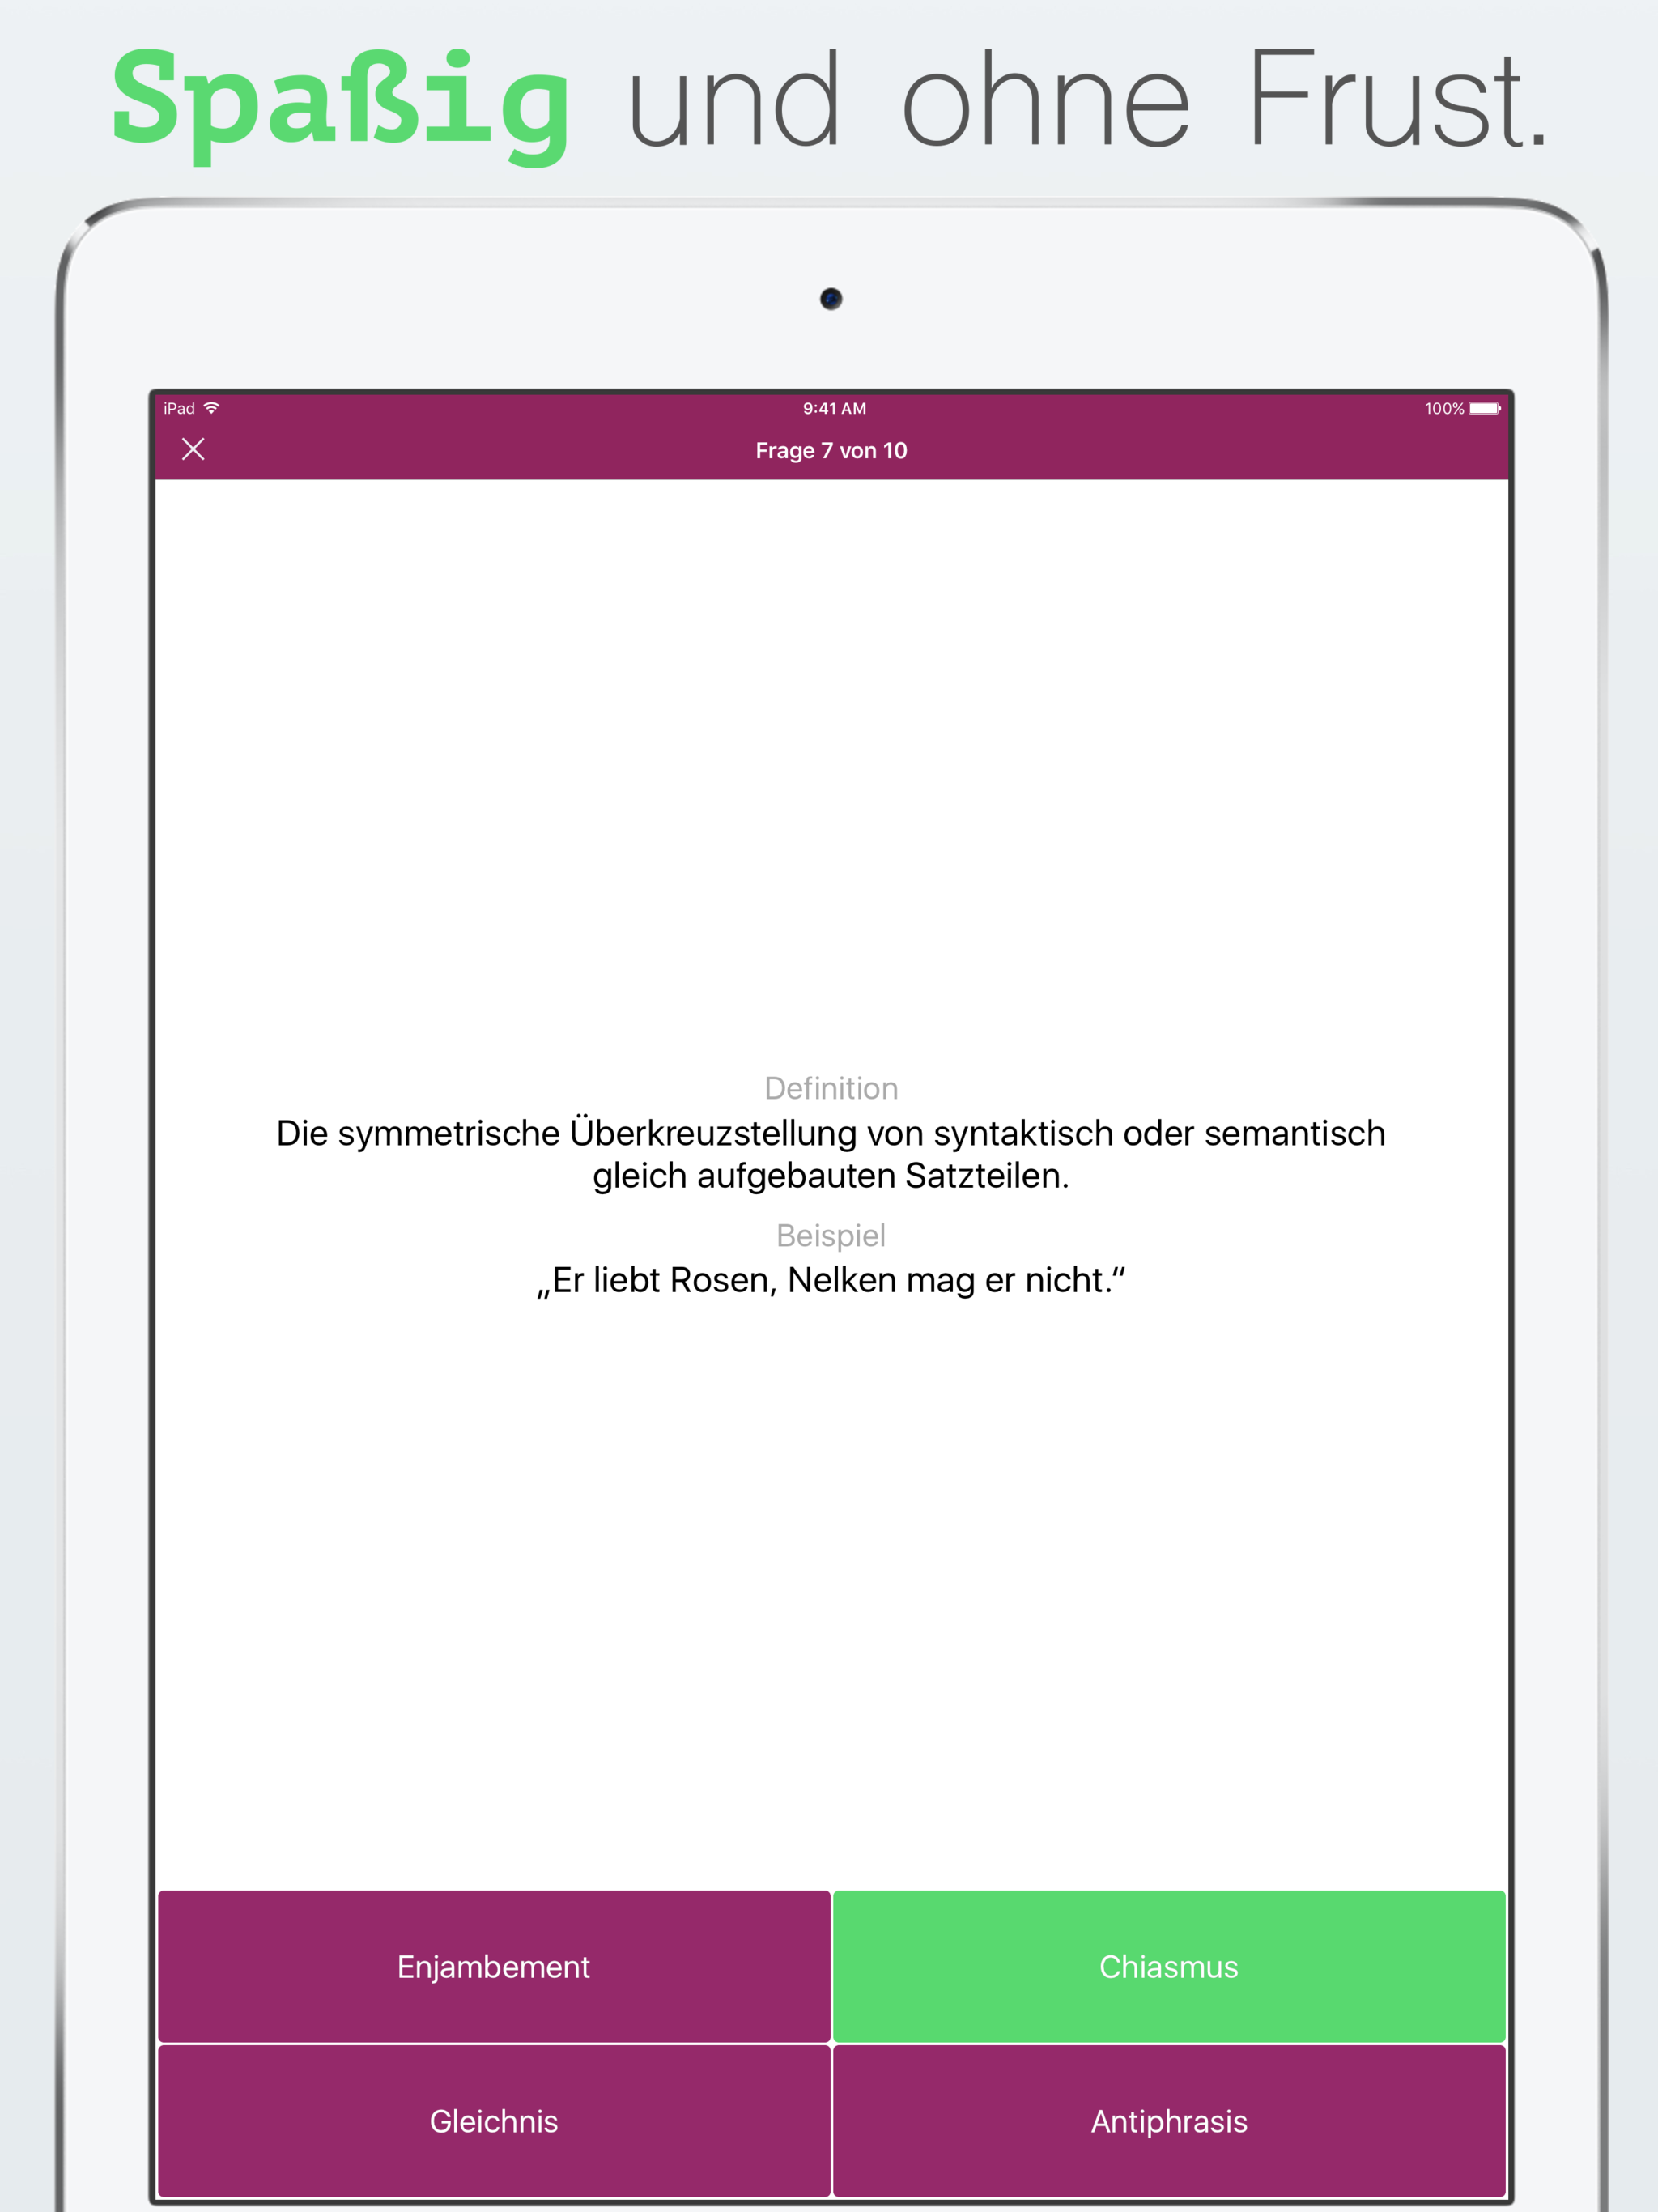 Spaßig und ohne Frust.
iPad 9:41 AM 100%
Frage 7 von 10
Definition
Die symmetrische Überkreuzstellung von syntaktisch oder semantisch
gleich aufgebauten Satzteilen.
Beispiel
„Er liebt Rosen, Nelken mag er nicht.“
Enjambement Chiasmus
Gleichnis Antiphrasis